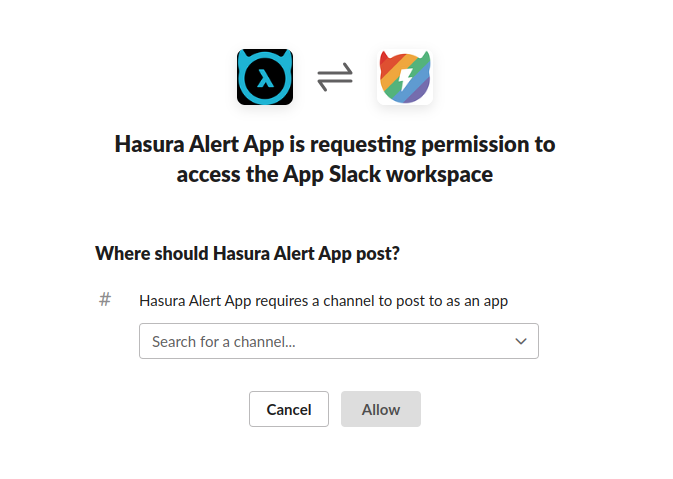 Hasura Alert App is requesting permission to
access the App Slack workspace
Where should Hasura Alert App post?
# Hasura Alert App requires a channel to post to as an app
Search for a channel...
Cancel Allow